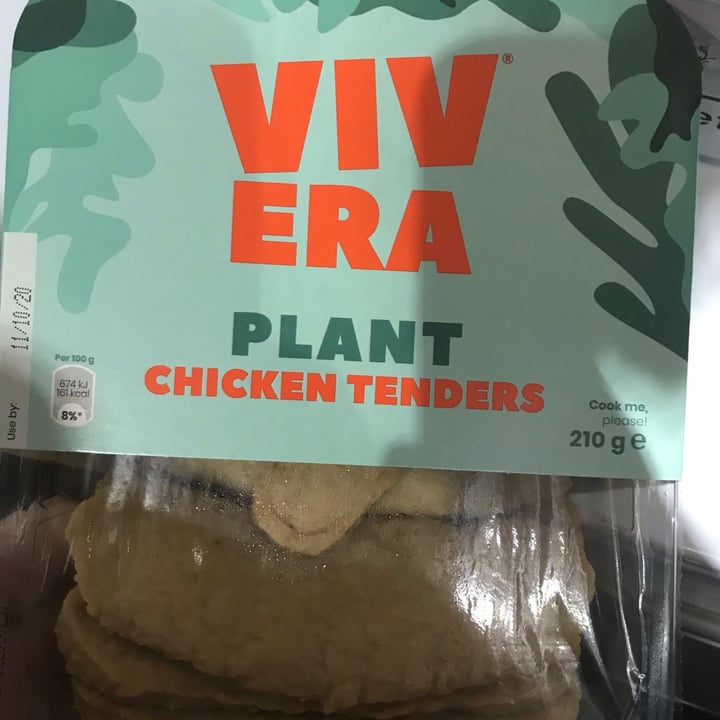 VIV®
ERA
PLANT
CHICKEN TENDERS
Use by:
11/10/20
Per 100 g
674 kJ
161 kcal
8%*
Cook me,
please!
210 g e